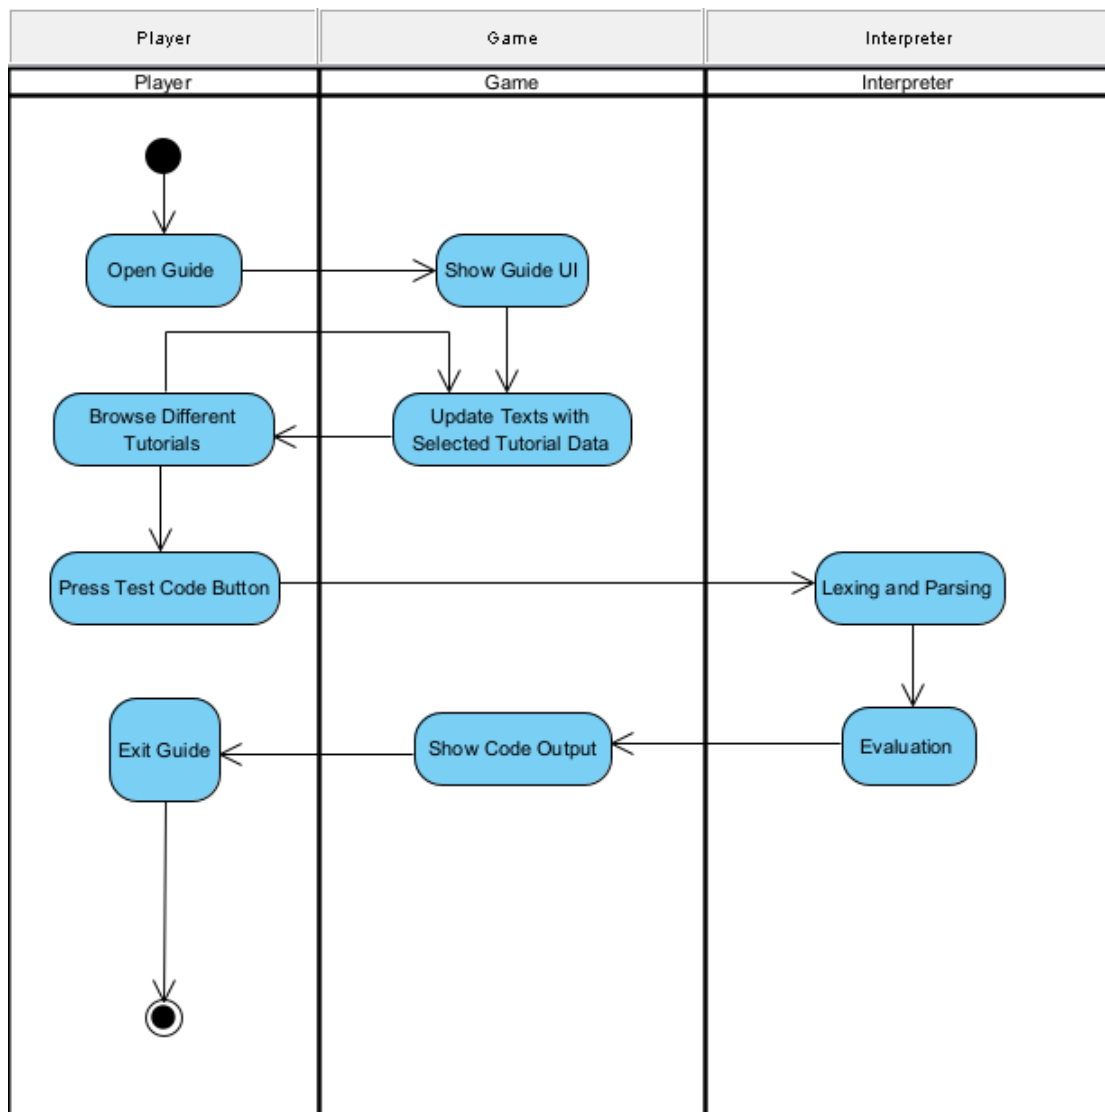 Player
Game
Interpreter
Player
Game
Interpreter
Open Guide
Show Guide UI
Browse Different
Tutorials
Update Texts with
Selected Tutorial Data
Press Test Code Button
Lexing and Parsing
Exit Guide
Show Code Output
Evaluation